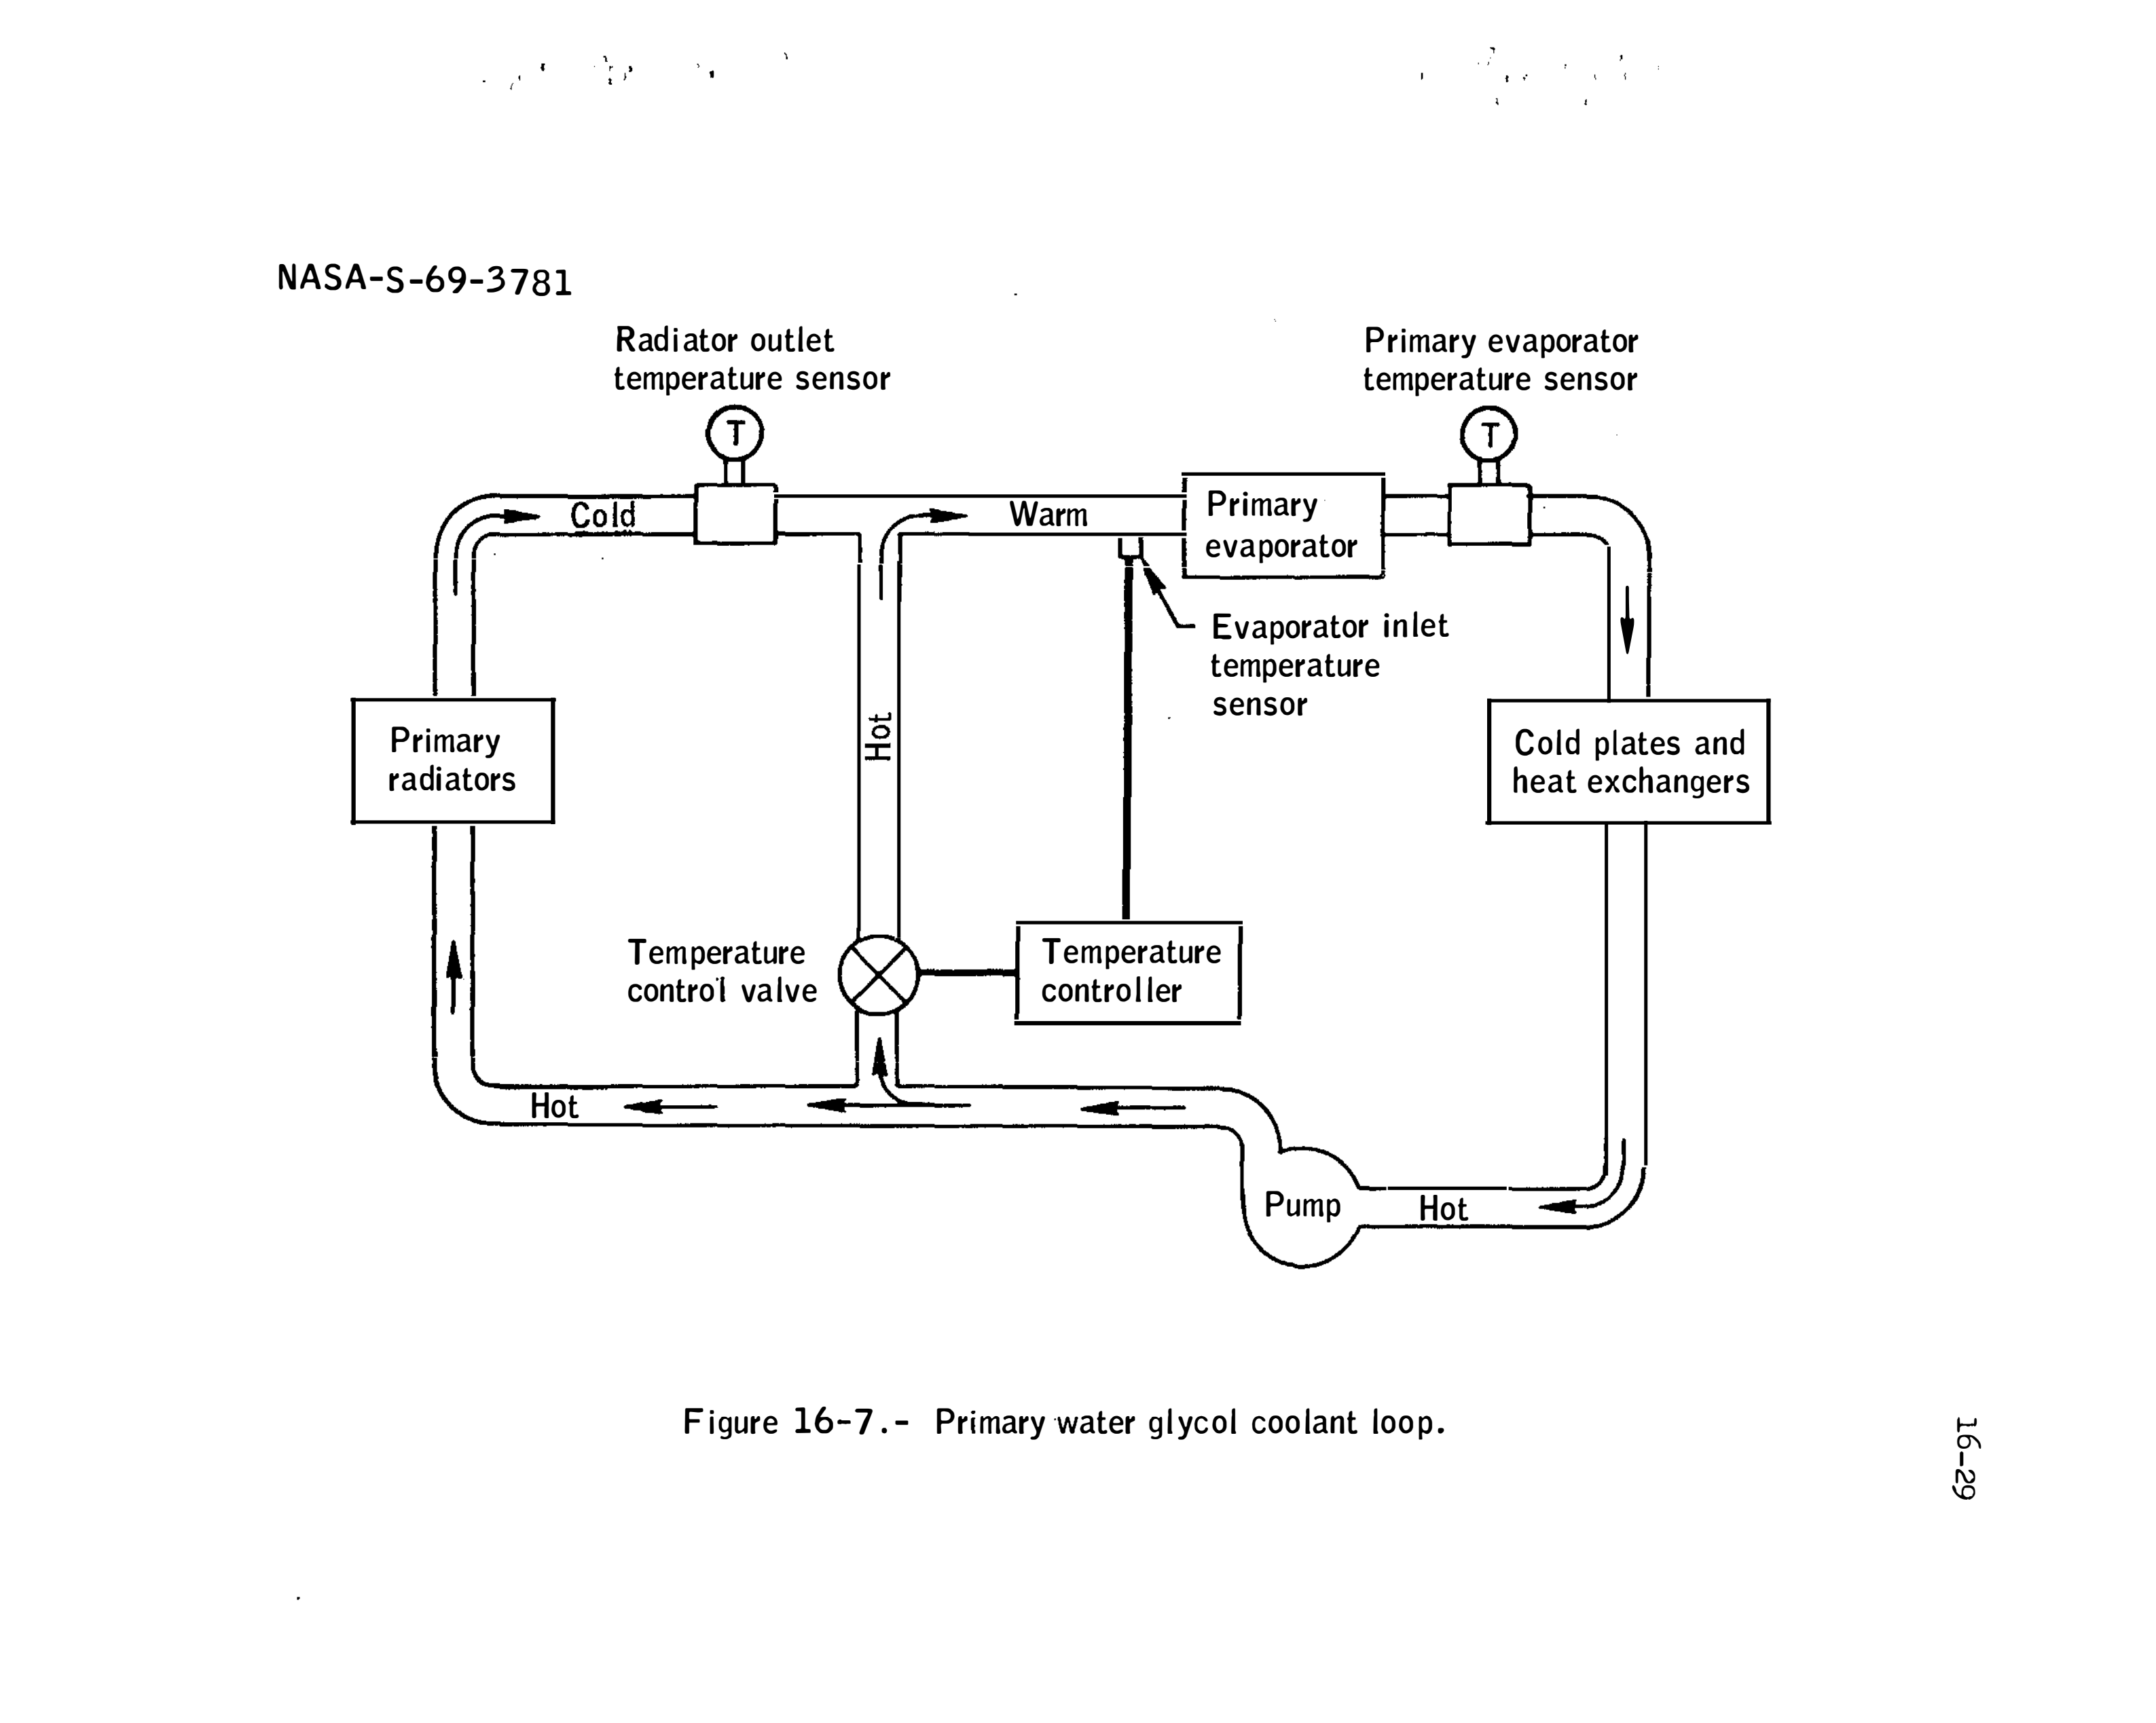 NASA-S-69-3781
Radiator outlet
temperature sensor
Primary evaporator
temperature sensor
T
T
Cold
Warm
Primary
evaporator
Evaporator inlet
temperature
sensor
Hot
Primary
radiators
Cold plates and
heat exchangers
Temperature
control valve
Temperature
controller
Hot
Pump
Hot
Figure 16-7.- Primary water glycol coolant loop.
16-29